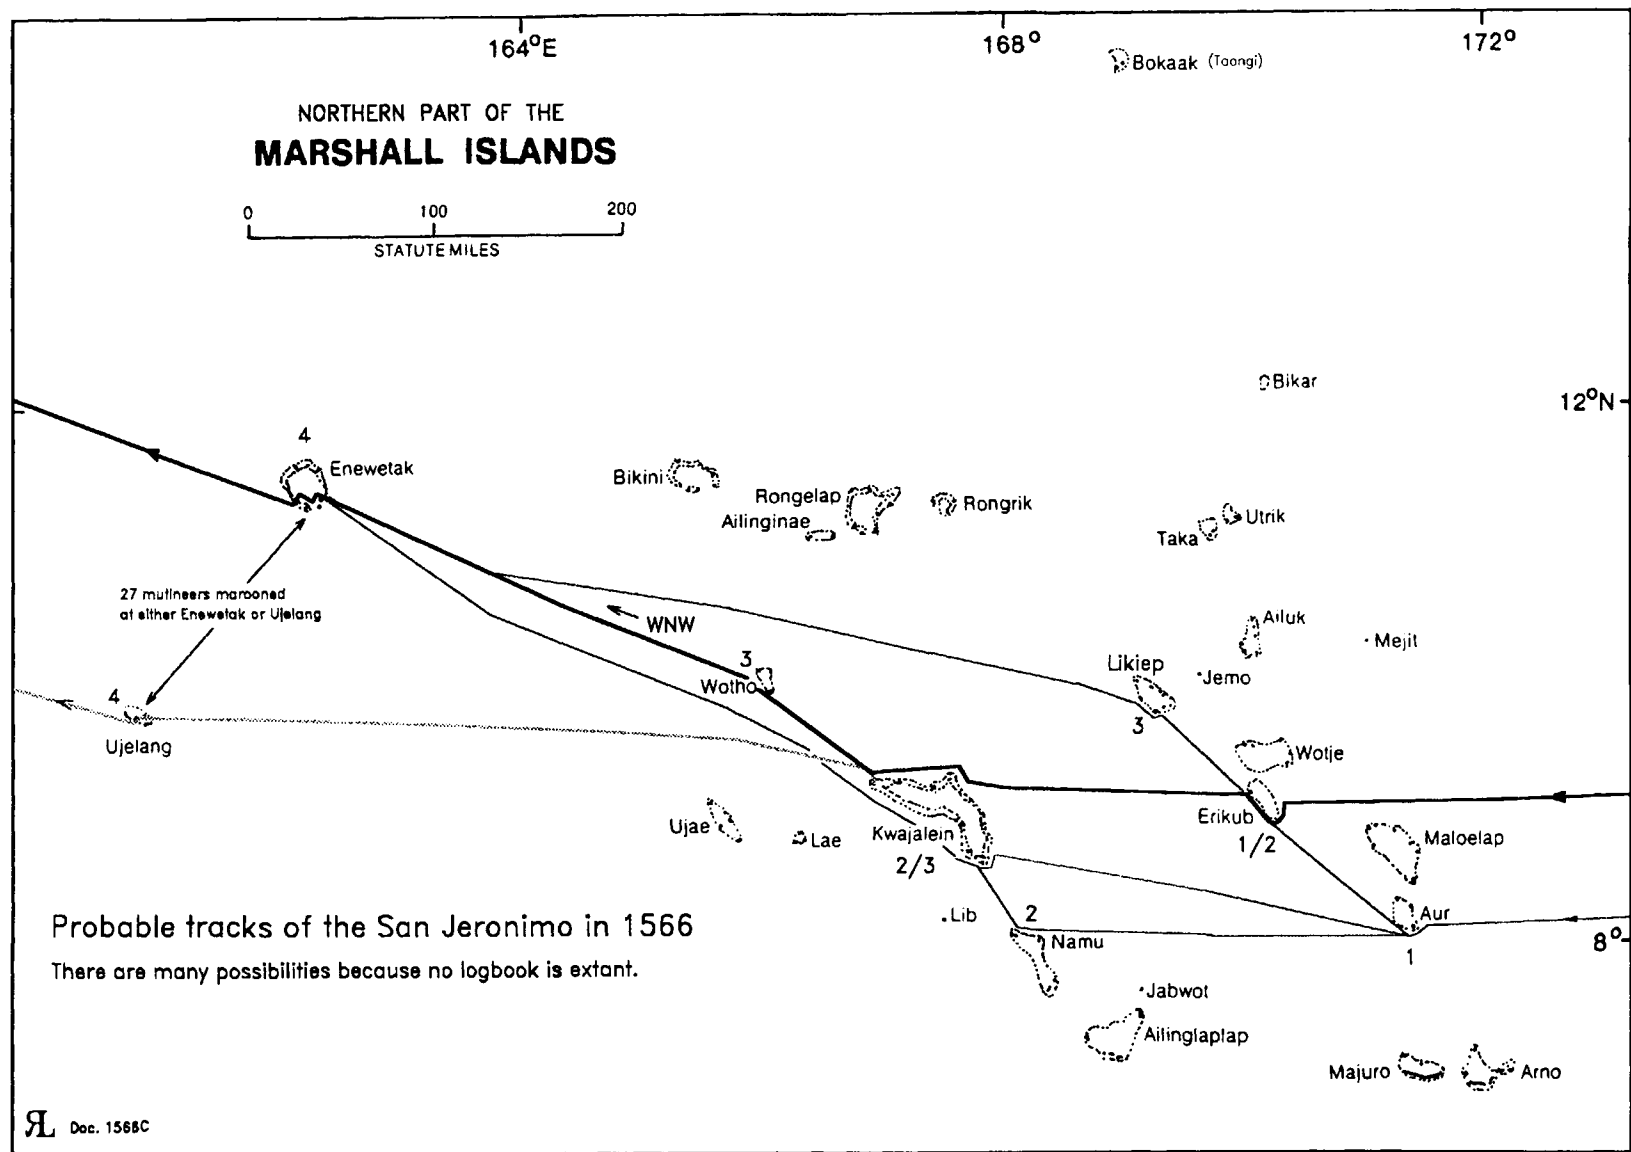 164°E
168°
172°
Bokaak (Taongi)
NORTHERN PART OF THE
MARSHALL ISLANDS
0 100 200
STATUTE MILES
Bikar
12°N
4
Enewetak
Bikini
Rongelap
Ailinginae
Rongrik
Utrik
Taka
27 mutineers marooned
at either Enewetak or Ujelang
WNW
Ailuk
Mejit
Likiep
Jemo
3
Wotho
3
4
Ujelang
Wotje
Erikub
1/2
Maloelap
Ujae
Lae
Kwajalein
2/3
Lib
2
Namu
Aur
1
8°
Probable tracks of the San Jeronimo in 1566
There are many possibilities because no logbook is extant.
Jabwot
Ailinglaplap
Majuro
Arno
Doc. 1566C